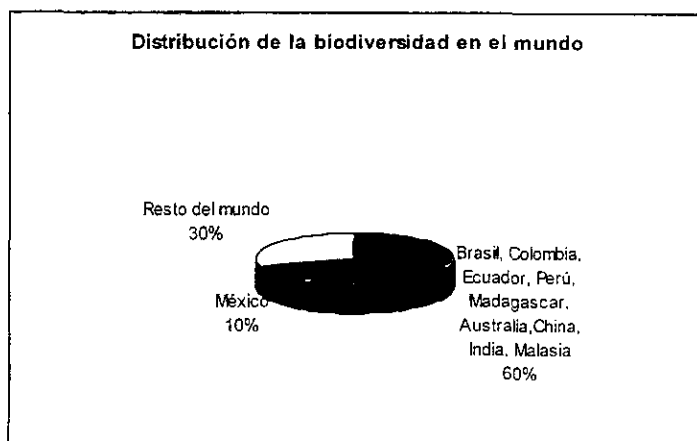 Distribución de la biodiversidad en el mundo
Resto del mundo
30%
México
10%
Brasil, Colombia,
Ecuador, Perú,
Madagascar,
Australia,China,
India, Malasia
60%